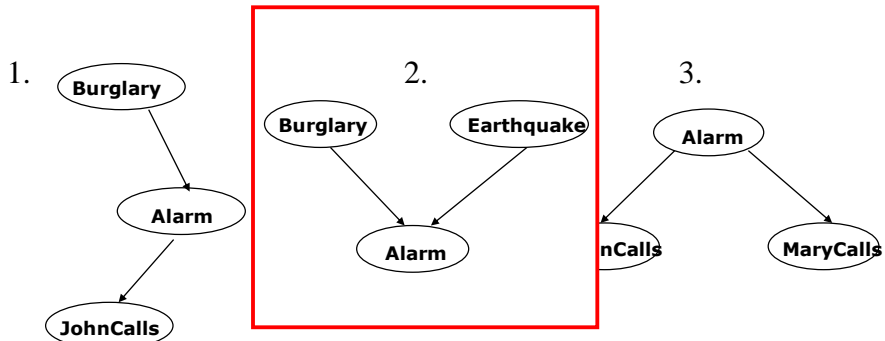 1.
Burglary
Alarm
JohnCalls
2.
Burglary
Earthquake
Alarm
3.
Alarm
nCalls
MaryCalls